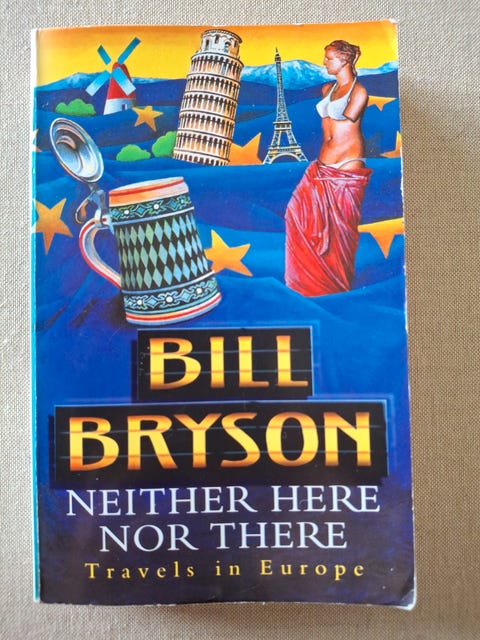 BILL
BRYSON
NEITHER HERE
NOR THERE
Travels in Europe